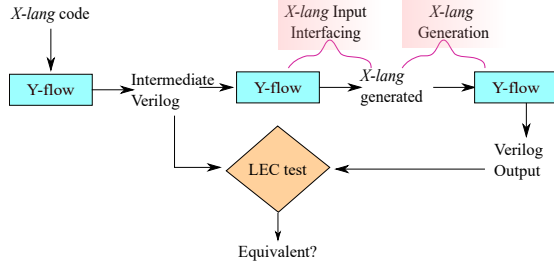 X-lang code
X-lang Input
Interfacing
X-lang
Generation
Y-flow
Intermediate
Verilog
Y-flow
X-lang
generated
Y-flow
LEC test
Verilog
Output
Equivalent?